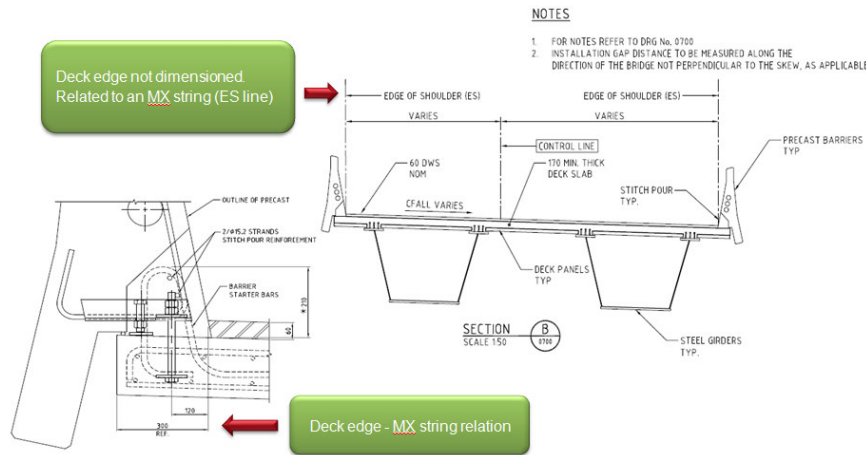 NOTES
1. FOR NOTES REFER TO DRG No. 0700
2. INSTALLATION GAP DISTANCE TO BE MEASURED ALONG THE
DIRECTION OF THE BRIDGE NOT PERPENDICULAR TO THE SKEW, AS APPLICABLE
Deck edge not dimensioned.
Related to an MX string (ES line)
EDGE OF SHOULDER (ES)
EDGE OF SHOULDER (ES)
VARIES
VARIES
CONTROL LINE
PRECAST BARRIERS
TYP
60 DWS
NOM
170 MIN. THICK
DECK SLAB
STITCH POUR
TYP.
CFALL VARIES
OUTLINE OF PRECAST
2/Ø15.2 STRANDS
STITCH POUR REINFORCEMENT
BARRIER
STARTER BARS
* 210
60
DECK PANELS
TYP
SECTION B
SCALE 1:50 0700
STEEL GIRDERS
TYP.
120
300
REF.
Deck edge - MX string relation